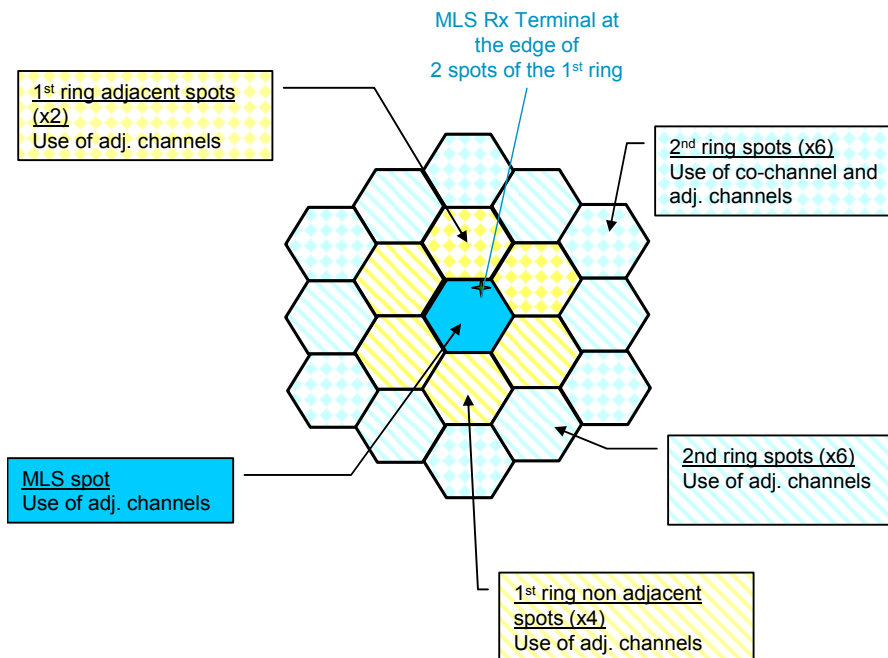 MLS Rx Terminal at
the edge of
2 spots of the 1st ring
1st ring adjacent spots
(x2)
Use of adj. channels
2nd ring spots (x6)
Use of co-channel and
adj. channels
MLS spot
Use of adj. channels
2nd ring spots (x6)
Use of adj. channels
1st ring non adjacent
spots (x4)
Use of adj. channels